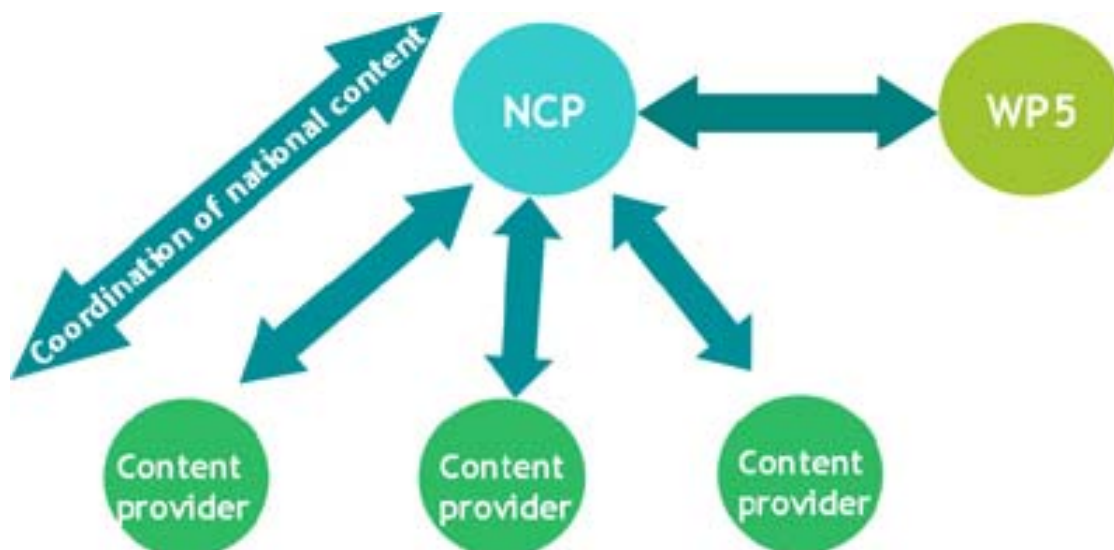 Coordination of national content
NCP
WP5
Content
provider
Content
provider
Content
provider